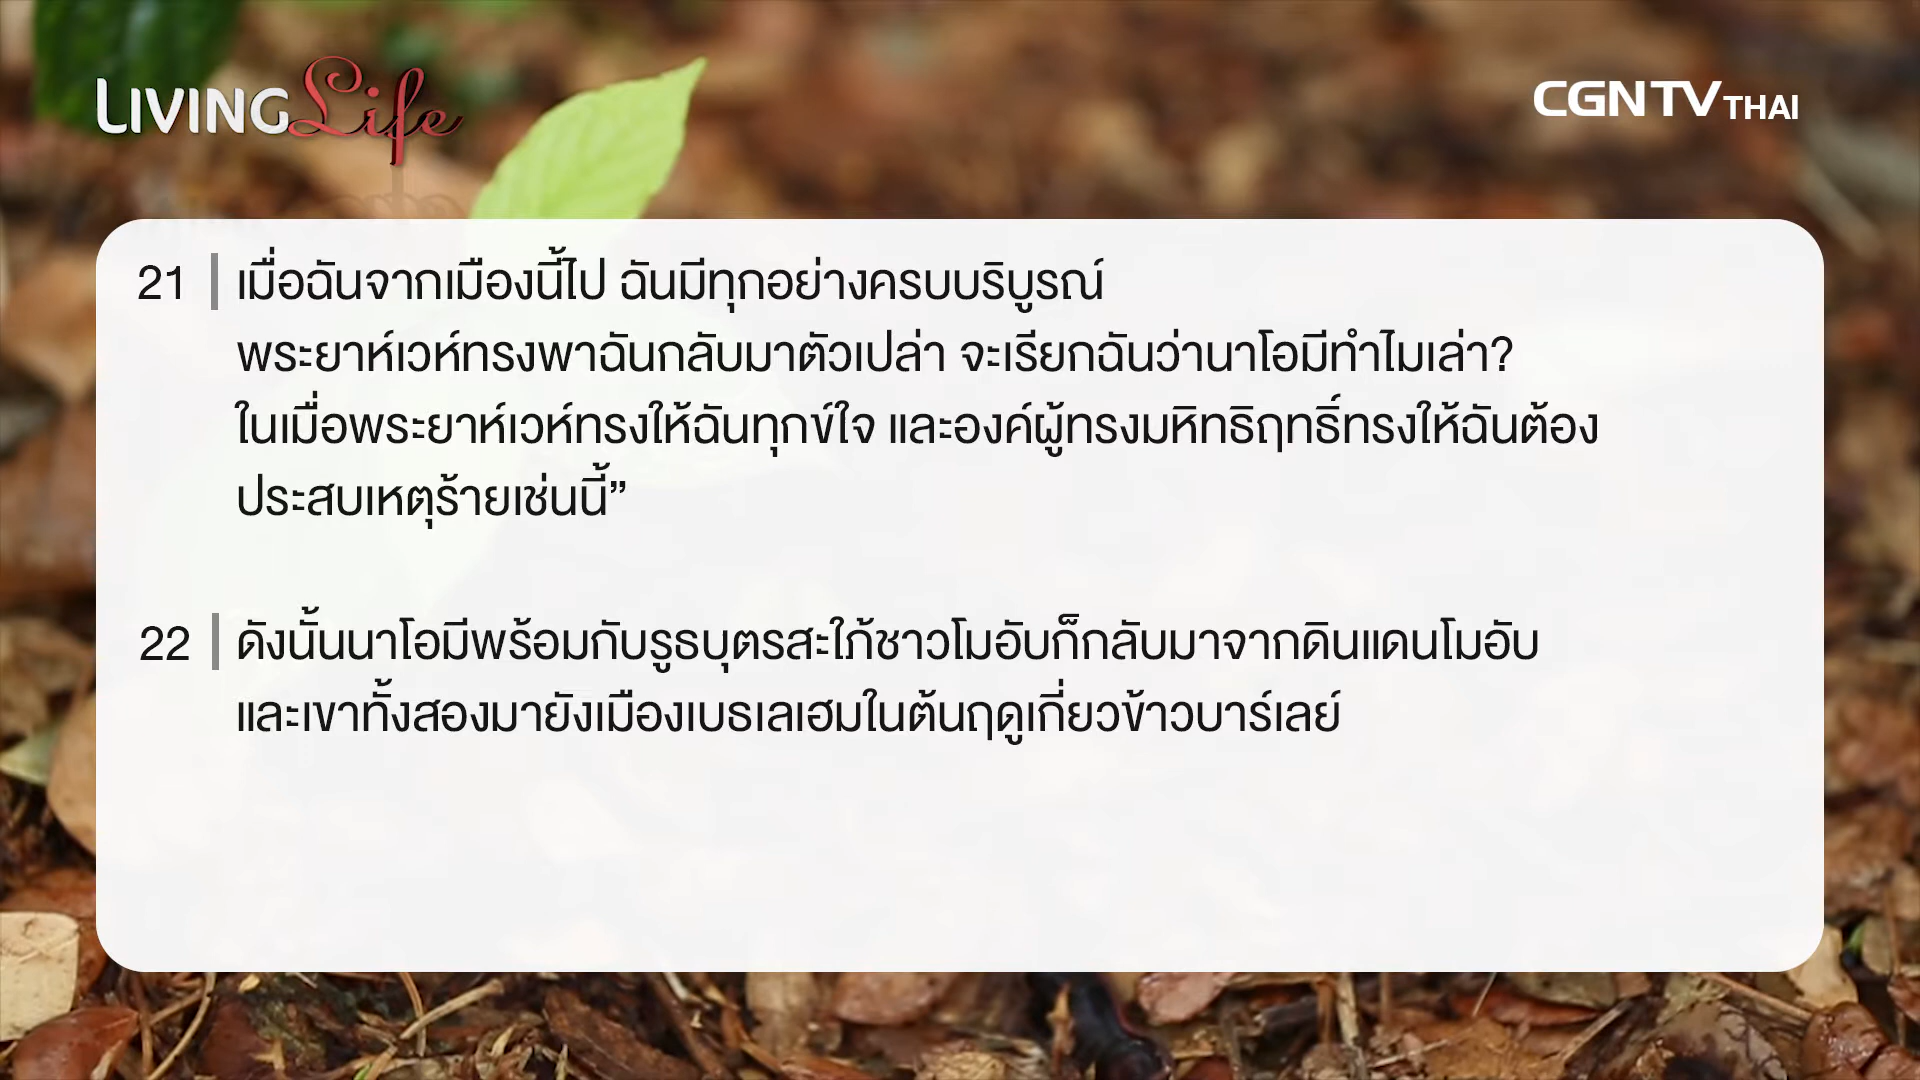 LIVING Life
CGNTV THAI
21 เมื่อฉันจากเมืองนี้ไป ฉันมีทุกอย่างครบบริบูรณ์
พระยาห์เวห์ทรงพาฉันกลับมาตัวเปล่า จะเรียกฉันว่านาโอมีทำไมเล่า?
ในเมื่อพระยาห์เวห์ทรงให้ฉันทุกข์ใจ และองค์ผู้ทรงมหิทธิฤทธิ์ทรงให้ฉันต้อง
ประสบเหตุร้ายเช่นนี้”
22 ดังนั้นนาโอมีพร้อมกับรูธบุตรสะใภ้ชาวโมอับก็กลับมาจากดินแดนโมอับ
และเขาทั้งสองมายังเมืองเบธเลเฮมในต้นฤดูเกี่ยวข้าวบาร์เลย์